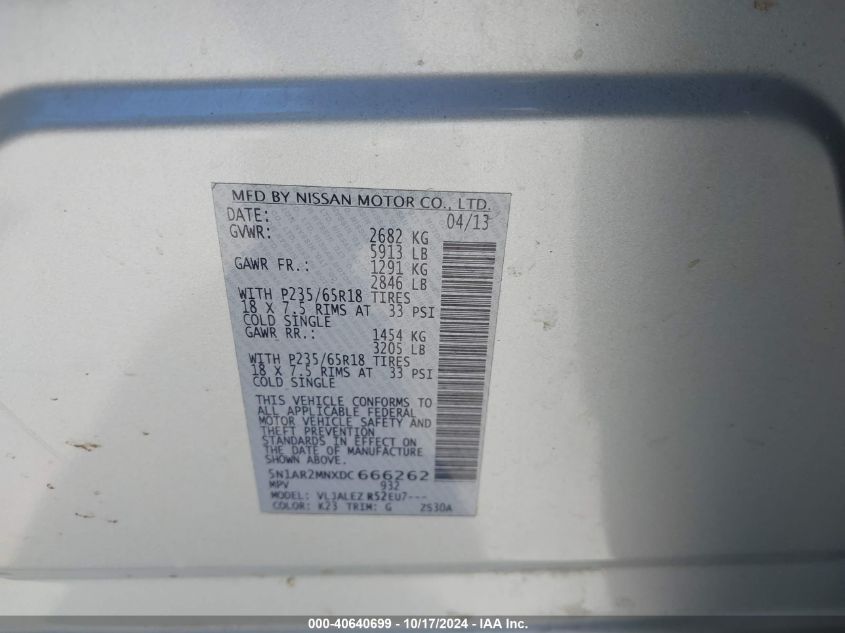 MFD BY NISSAN MOTOR CO., LTD.
DATE: 04/13
GVWR: 2682 KG
5913 LB
GAWR FR.: 1291 KG
2846 LB
WITH P235/65R18 TIRES
18 X 7.5 RIMS AT 33 PSI
COLD SINGLE
GAWR RR.: 1454 KG
3205 LB
WITH P235/65R18 TIRES
18 X 7.5 RIMS AT 33 PSI
COLD SINGLE
THIS VEHICLE CONFORMS TO
ALL APPLICABLE FEDERAL
MOTOR VEHICLE SAFETY AND
THEFT PREVENTION
STANDARDS IN EFFECT ON
THE DATE OF MANUFACTURE
SHOWN ABOVE.
5N1AR2MNXDC 666262
MPV 932
MODEL: VLJALEZ R52EU7---
COLOR: K23 TRIM: G 2S30A
000-40640699 - 10/17/2024 - IAA Inc.